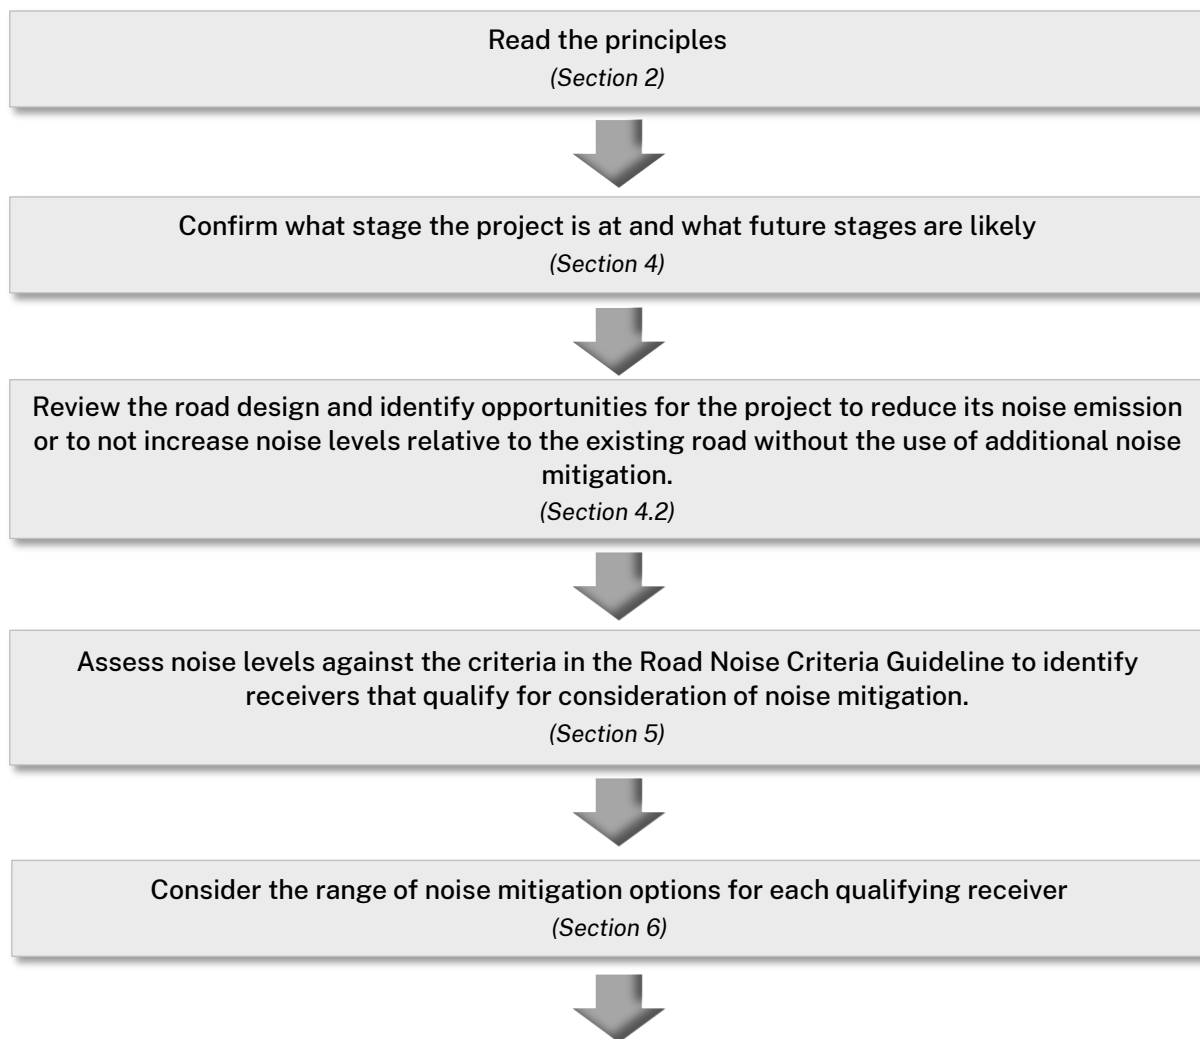 Read the principles
(Section 2)
Confirm what stage the project is at and what future stages are likely
(Section 4)
Review the road design and identify opportunities for the project to reduce its noise emission
or to not increase noise levels relative to the existing road without the use of additional noise
mitigation.
(Section 4.2)
Assess noise levels against the criteria in the Road Noise Criteria Guideline to identify
receivers that qualify for consideration of noise mitigation.
(Section 5)
Consider the range of noise mitigation options for each qualifying receiver
(Section 6)